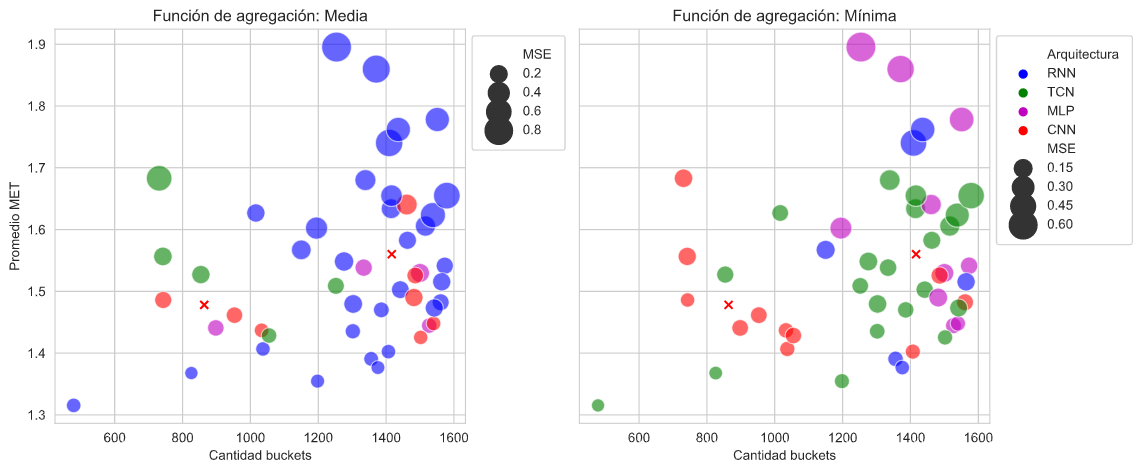 Función de agregación: Media
Función de agregación: Mínima
Promedio MET
1.9
1.8
1.7
1.6
1.5
1.4
1.3
600 800 1000 1200 1400 1600
Cantidad buckets
MSE
0.2
0.4
0.6
0.8
600 800 1000 1200 1400 1600
Cantidad buckets
Arquitectura
RNN
TCN
MLP
CNN
MSE
0.15
0.30
0.45
0.60